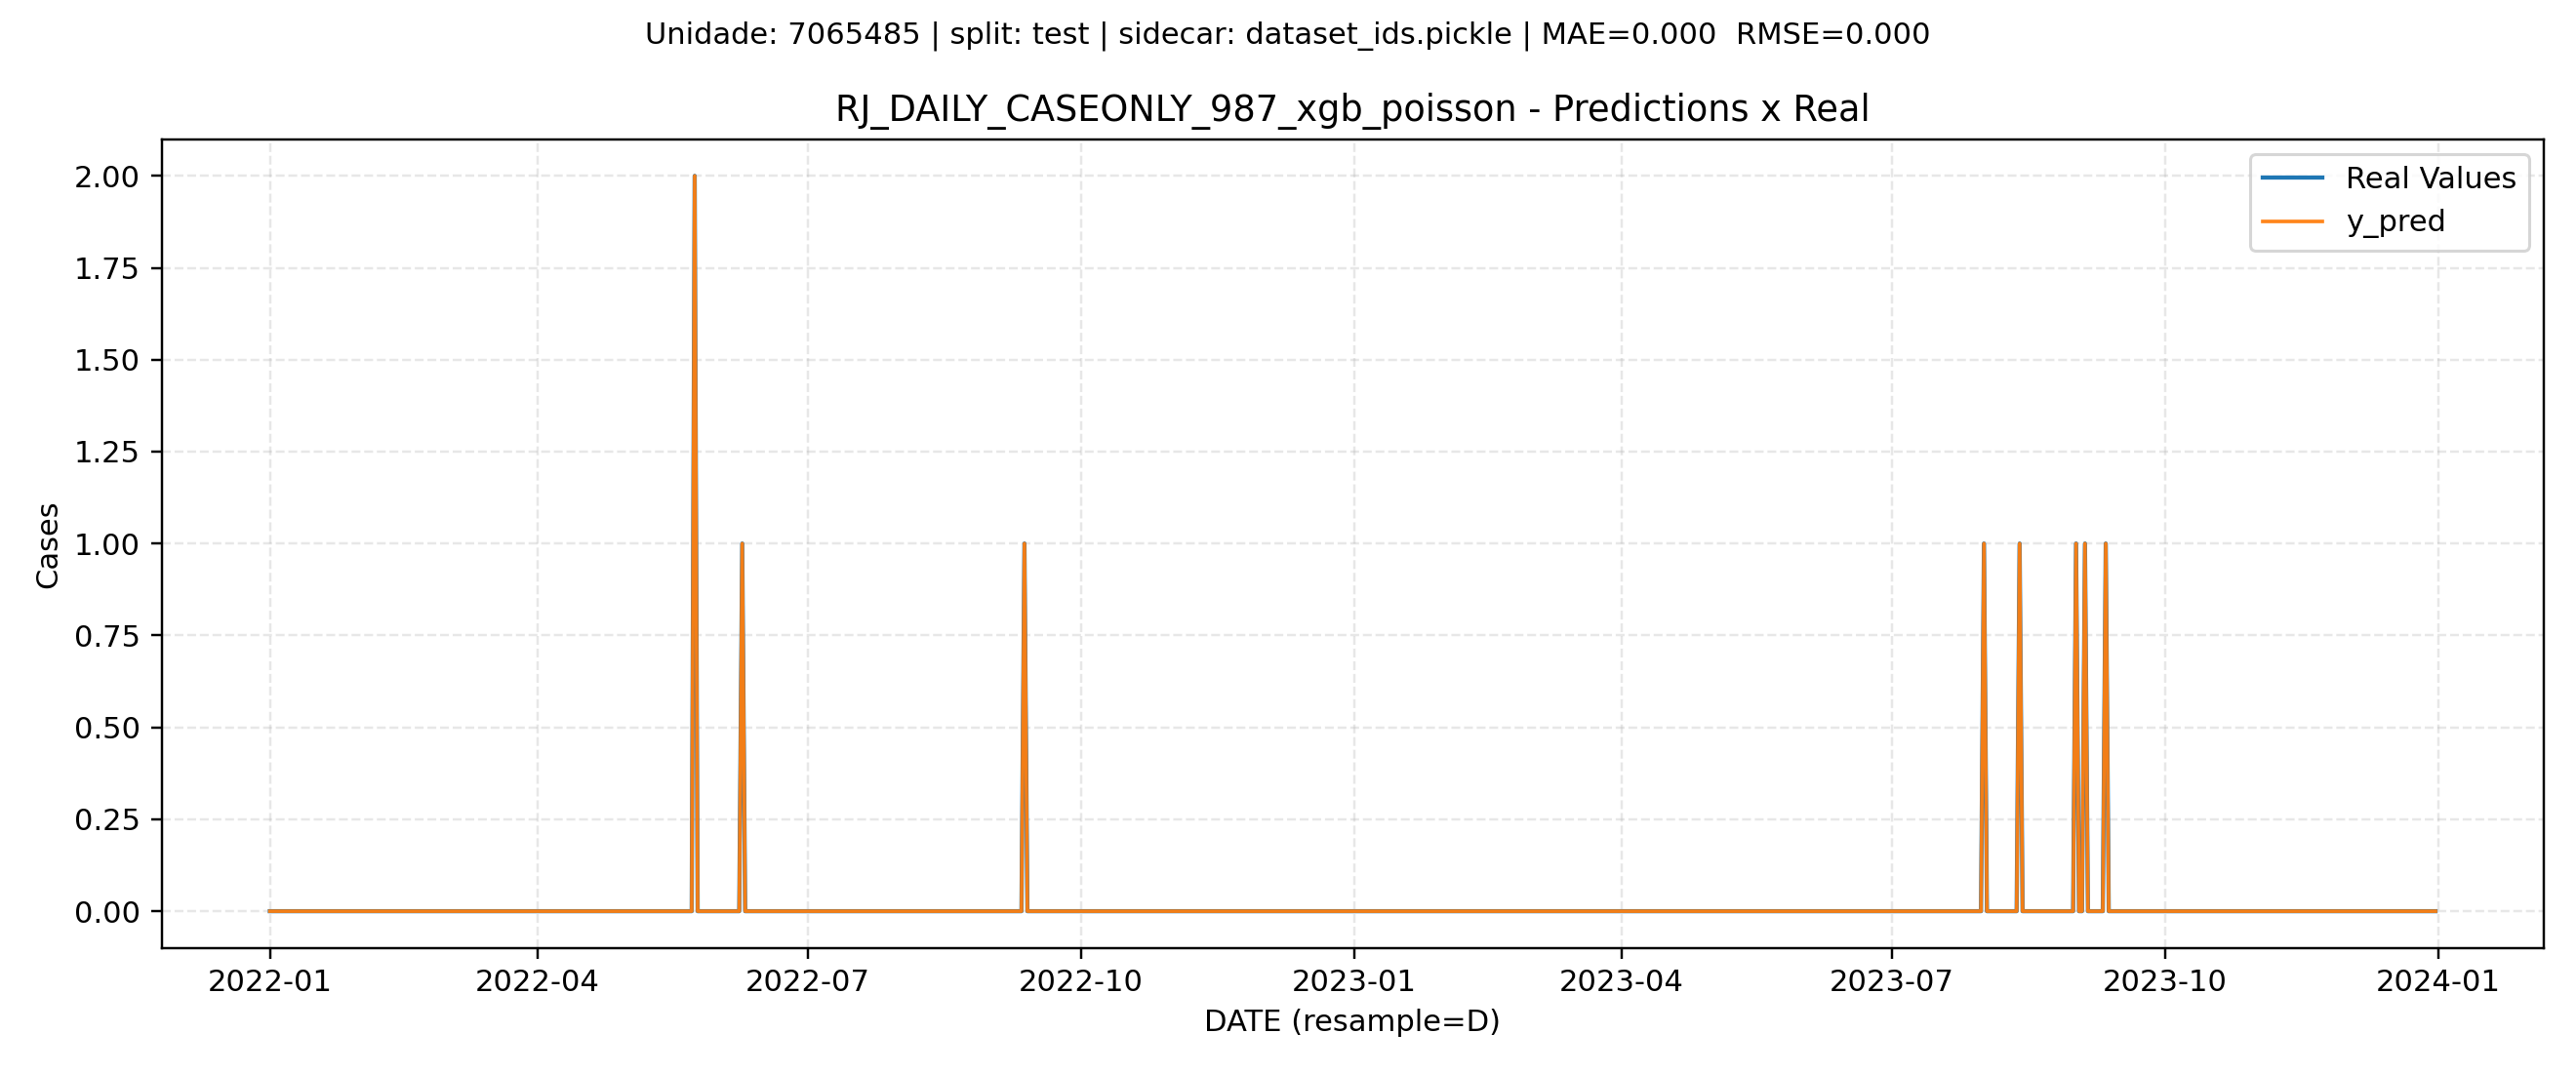 Unidade: 7065485 | split: test | sidecar: dataset_ids.pickle | MAE=0.000  RMSE=0.000
RJ_DAILY_CASEONLY_987_xgb_poisson - Predictions x Real
Real Values
y_pred
Cases
2.00
1.75
1.50
1.25
1.00
0.75
0.50
0.25
0.00
2022-01 2022-04 2022-07 2022-10 2023-01 2023-04 2023-07 2023-10 2024-01
DATE (resample=D)